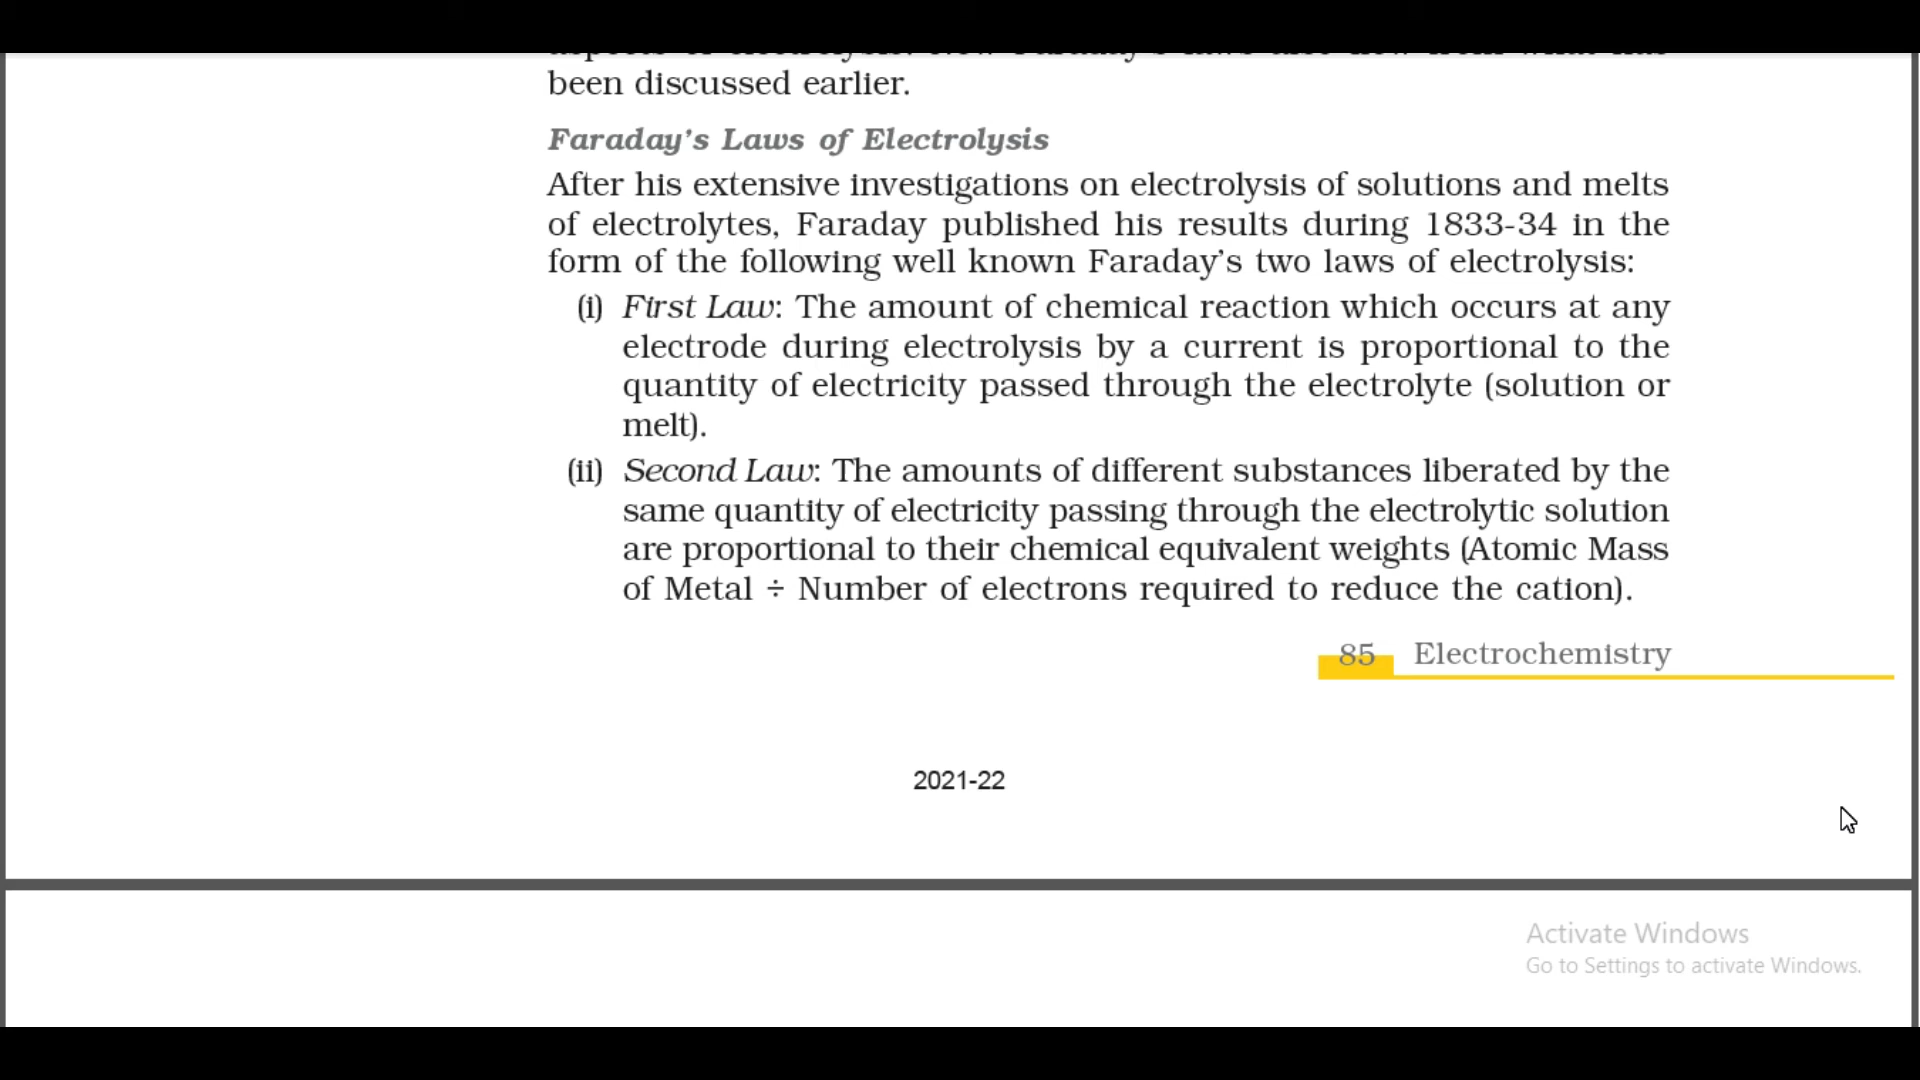 been discussed earlier.
Faraday's Laws of Electrolysis
After his extensive investigations on electrolysis of solutions and melts
of electrolytes, Faraday published his results during 1833-34 in the
form of the following well known Faraday's two laws of electrolysis:
(i) First Law: The amount of chemical reaction which occurs at any
electrode during electrolysis by a current is proportional to the
quantity of electricity passed through the electrolyte (solution or
melt).
(ii) Second Law: The amounts of different substances liberated by the
same quantity of electricity passing through the electrolytic solution
are proportional to their chemical equivalent weights (Atomic Mass
of Metal ÷ Number of electrons required to reduce the cation).
85 Electrochemistry
2021-22
Activate Windows
Go to Settings to activate Windows.